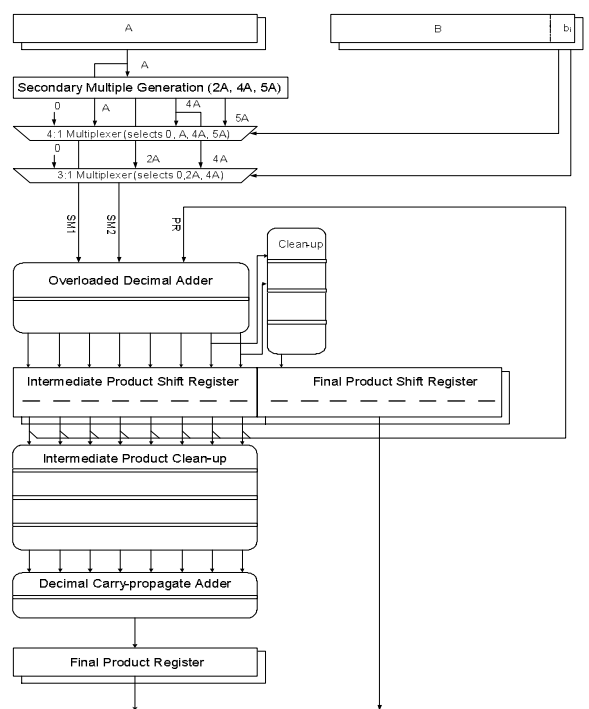 A
B
bi
A
Secondary Multiple Generation (2A, 4A, 5A)
0
A
4A
5A
4:1 Multiplexer (selects 0, A, 4A, 5A)
0
2A
4A
3:1 Multiplexer (selects 0,2A, 4A)
SM1
SM2
PR
Clean-up
Overloaded Decimal Adder
Intermediate Product Shift Register
Final Product Shift Register
Intermediate Product Clean-up
Decimal Carry-propagate Adder
Final Product Register